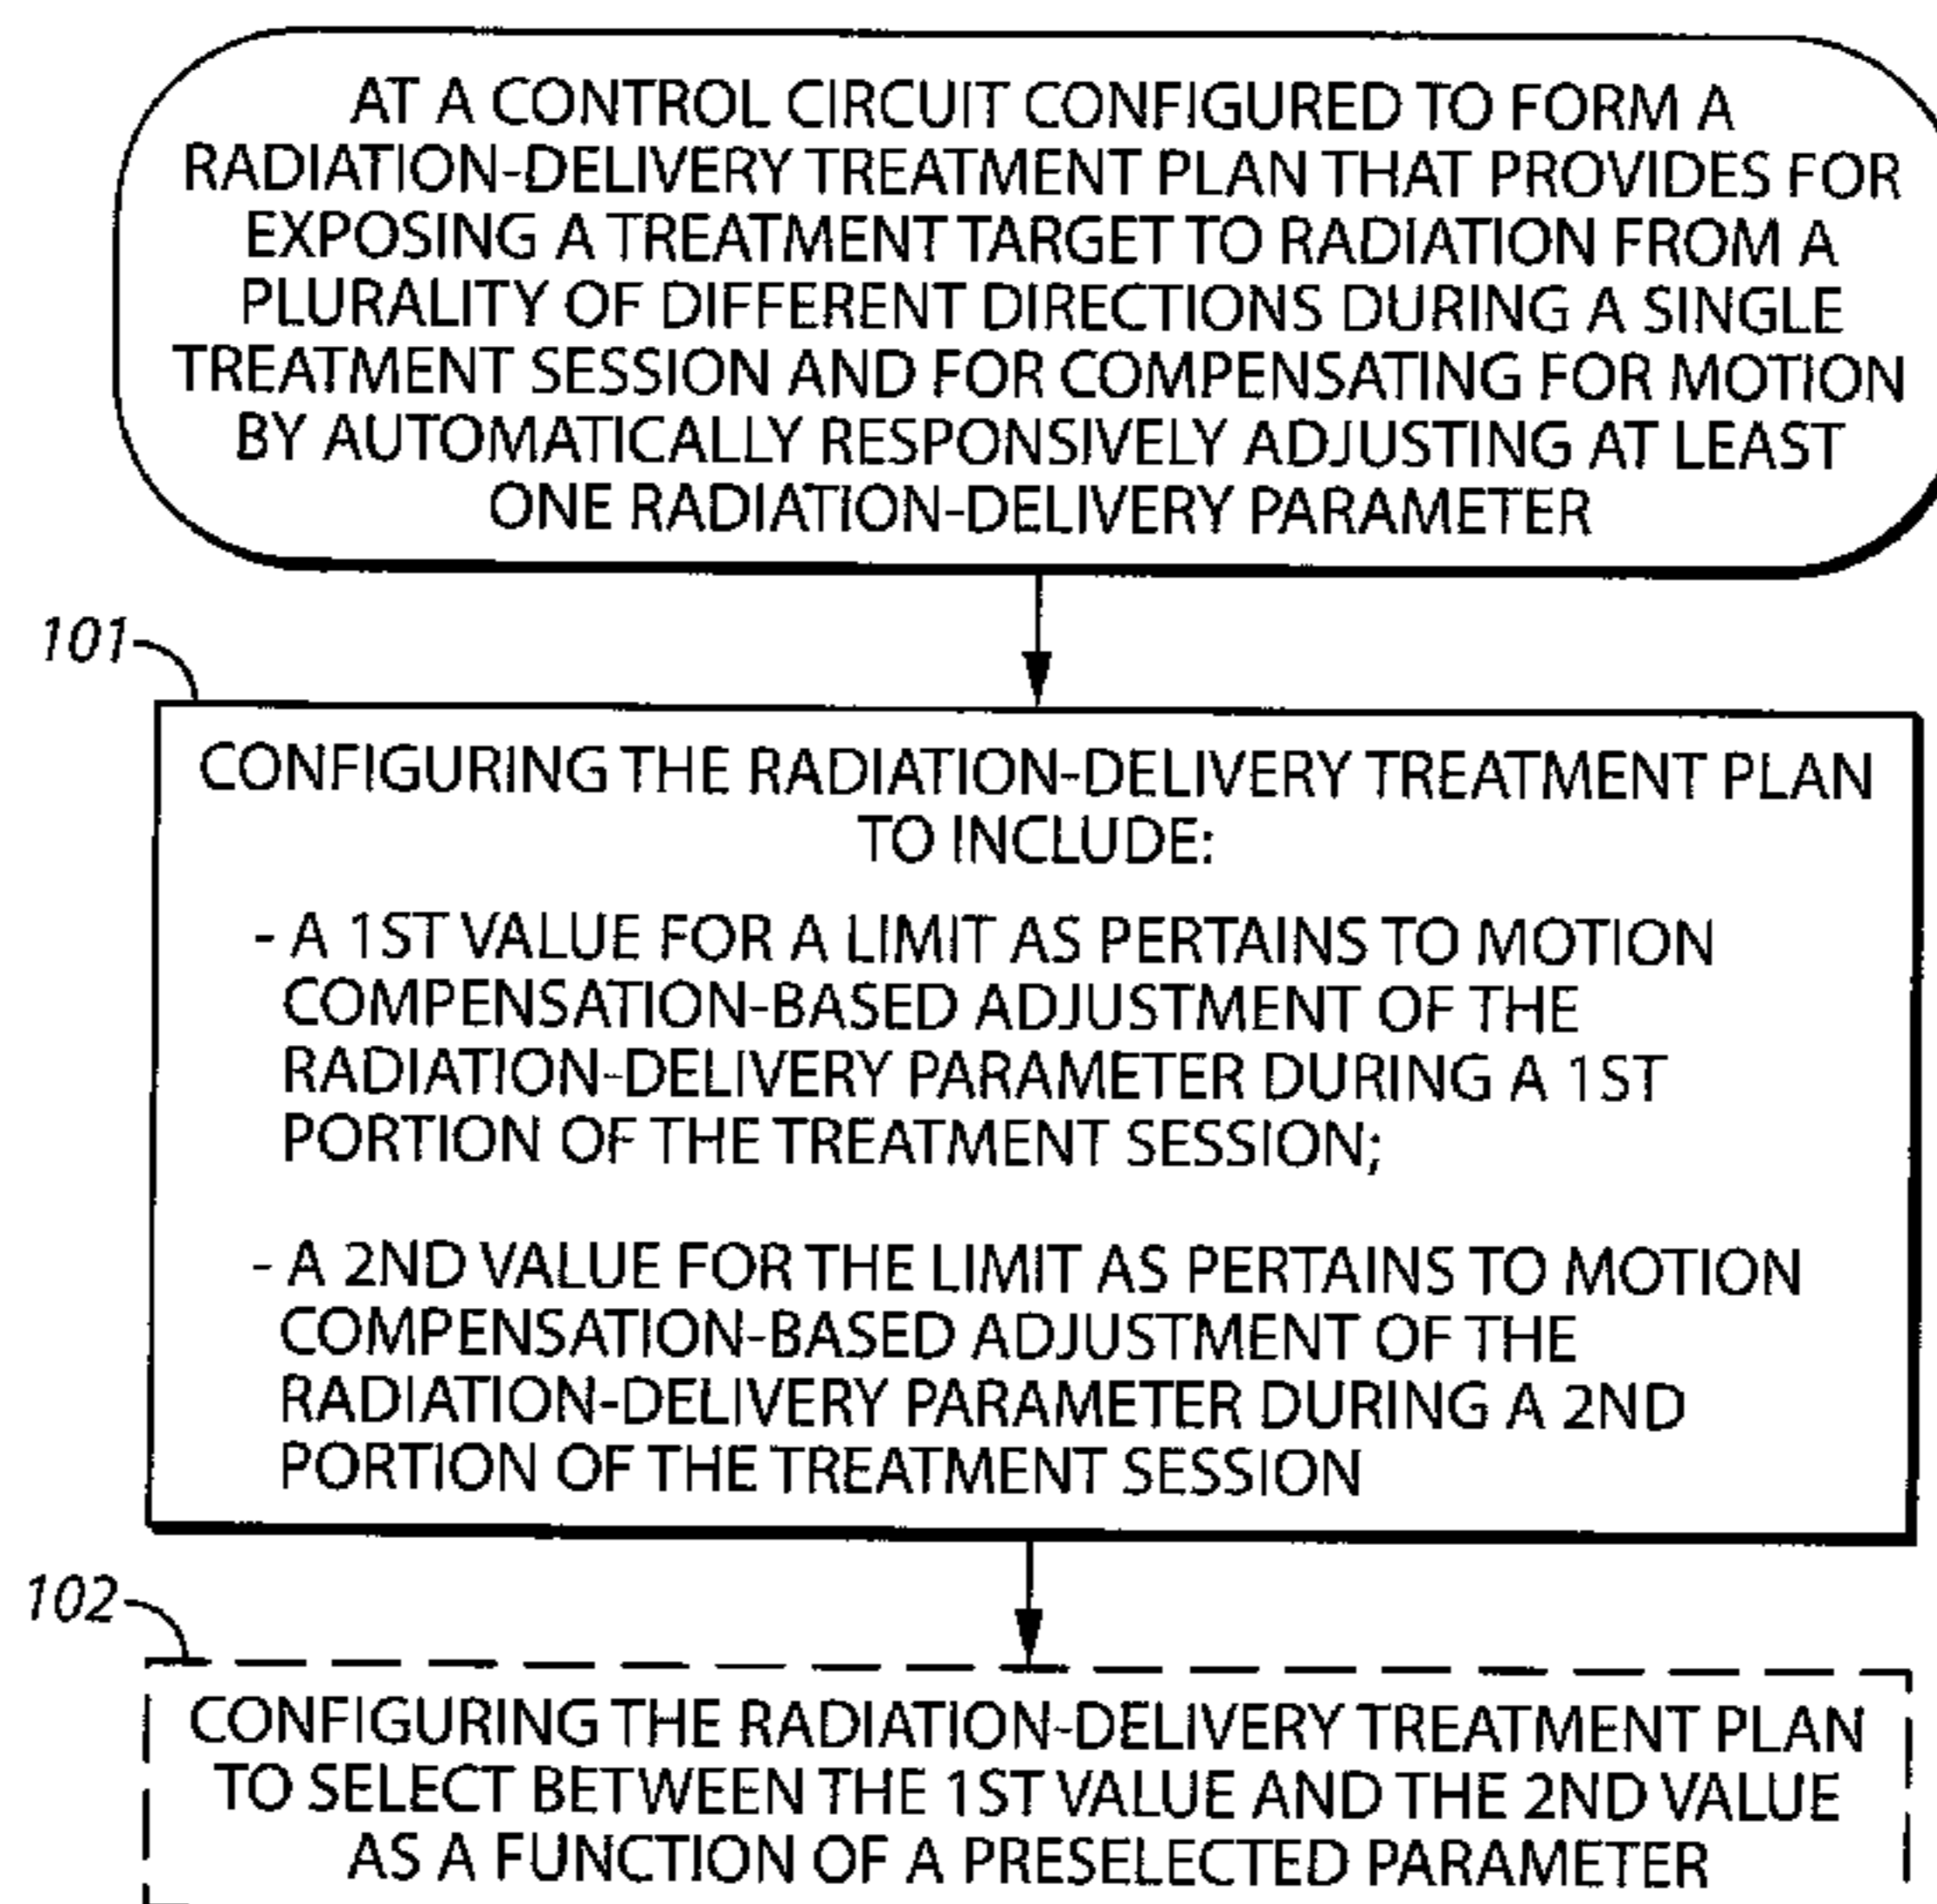 AT A CONTROL CIRCUIT CONFIGURED TO FORM A
RADIATION-DELIVERY TREATMENT PLAN THAT PROVIDES FOR
EXPOSING A TREATMENT TARGET TO RADIATION FROM A
PLURALITY OF DIFFERENT DIRECTIONS DURING A SINGLE
TREATMENT SESSION AND FOR COMPENSATING FOR MOTION
BY AUTOMATICALLY RESPONSIVELY ADJUSTING AT LEAST
ONE RADIATION-DELIVERY PARAMETER
101
CONFIGURING THE RADIATION-DELIVERY TREATMENT PLAN
TO INCLUDE:
- A 1ST VALUE FOR A LIMIT AS PERTAINS TO MOTION
COMPENSATION-BASED ADJUSTMENT OF THE
RADIATION-DELIVERY PARAMETER DURING A 1ST
PORTION OF THE TREATMENT SESSION;
- A 2ND VALUE FOR THE LIMIT AS PERTAINS TO MOTION
COMPENSATION-BASED ADJUSTMENT OF THE
RADIATION-DELIVERY PARAMETER DURING A 2ND
PORTION OF THE TREATMENT SESSION
102
CONFIGURING THE RADIATION-DELIVERY TREATMENT PLAN
TO SELECT BETWEEN THE 1ST VALUE AND THE 2ND VALUE
AS A FUNCTION OF A PRESELECTED PARAMETER